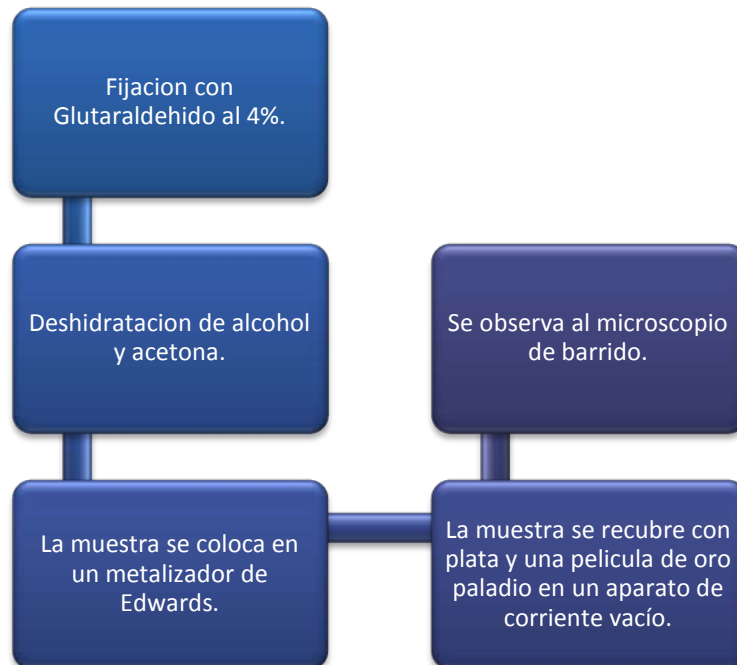 Fijacion con
Glutaraldehido al 4%.
Deshidratacion de alcohol
y acetona.
La muestra se coloca en
un metalizador de
Edwards.
La muestra se recubre con
plata y una pelicula de oro
paladio en un aparato de
corriente vacío.
Se observa al microscopio
de barrido.